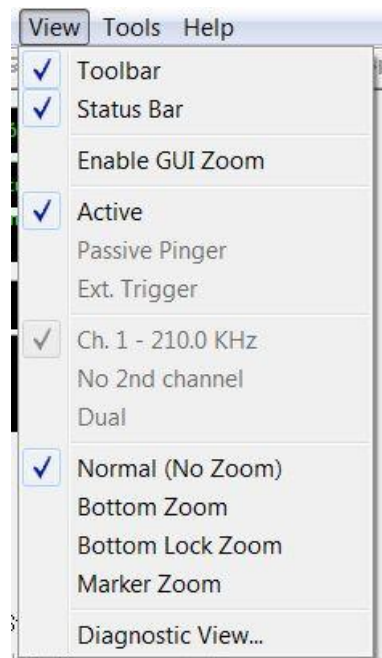 View Tools Help
Toolbar
Status Bar
Enable GUI Zoom
Active
Passive Pinger
Ext. Trigger
Ch. 1 - 210.0 KHz
No 2nd channel
Dual
Normal (No Zoom)
Bottom Zoom
Bottom Lock Zoom
Marker Zoom
Diagnostic View...